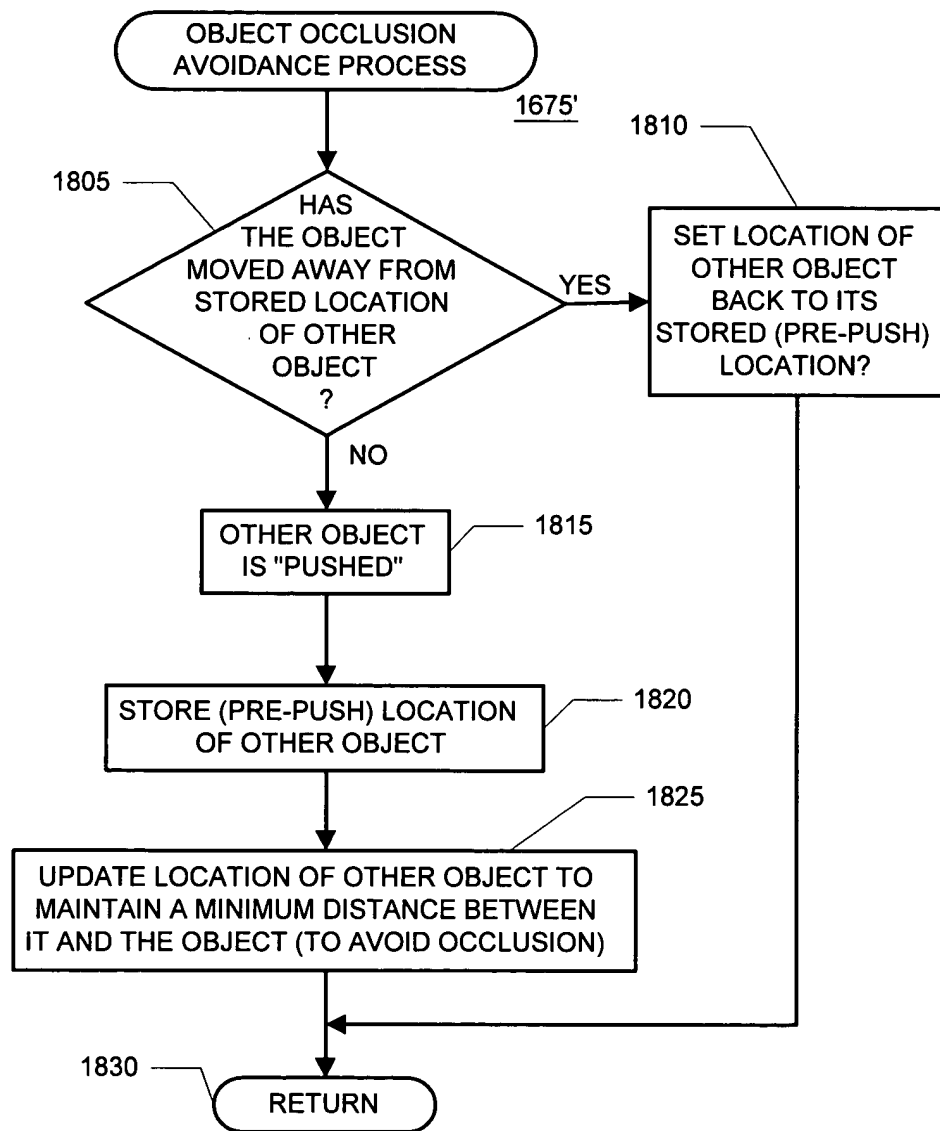 OBJECT OCCLUSION
AVOIDANCE PROCESS
1675'
1810
1805
HAS
THE OBJECT
MOVED AWAY FROM
STORED LOCATION
OF OTHER
OBJECT
?
YES
SET LOCATION OF
OTHER OBJECT
BACK TO ITS
STORED (PRE-PUSH)
LOCATION?
NO
OTHER OBJECT
IS "PUSHED"
1815
STORE (PRE-PUSH) LOCATION
OF OTHER OBJECT
1820
1825
UPDATE LOCATION OF OTHER OBJECT TO
MAINTAIN A MINIMUM DISTANCE BETWEEN
IT AND THE OBJECT (TO AVOID OCCLUSION)
1830
RETURN